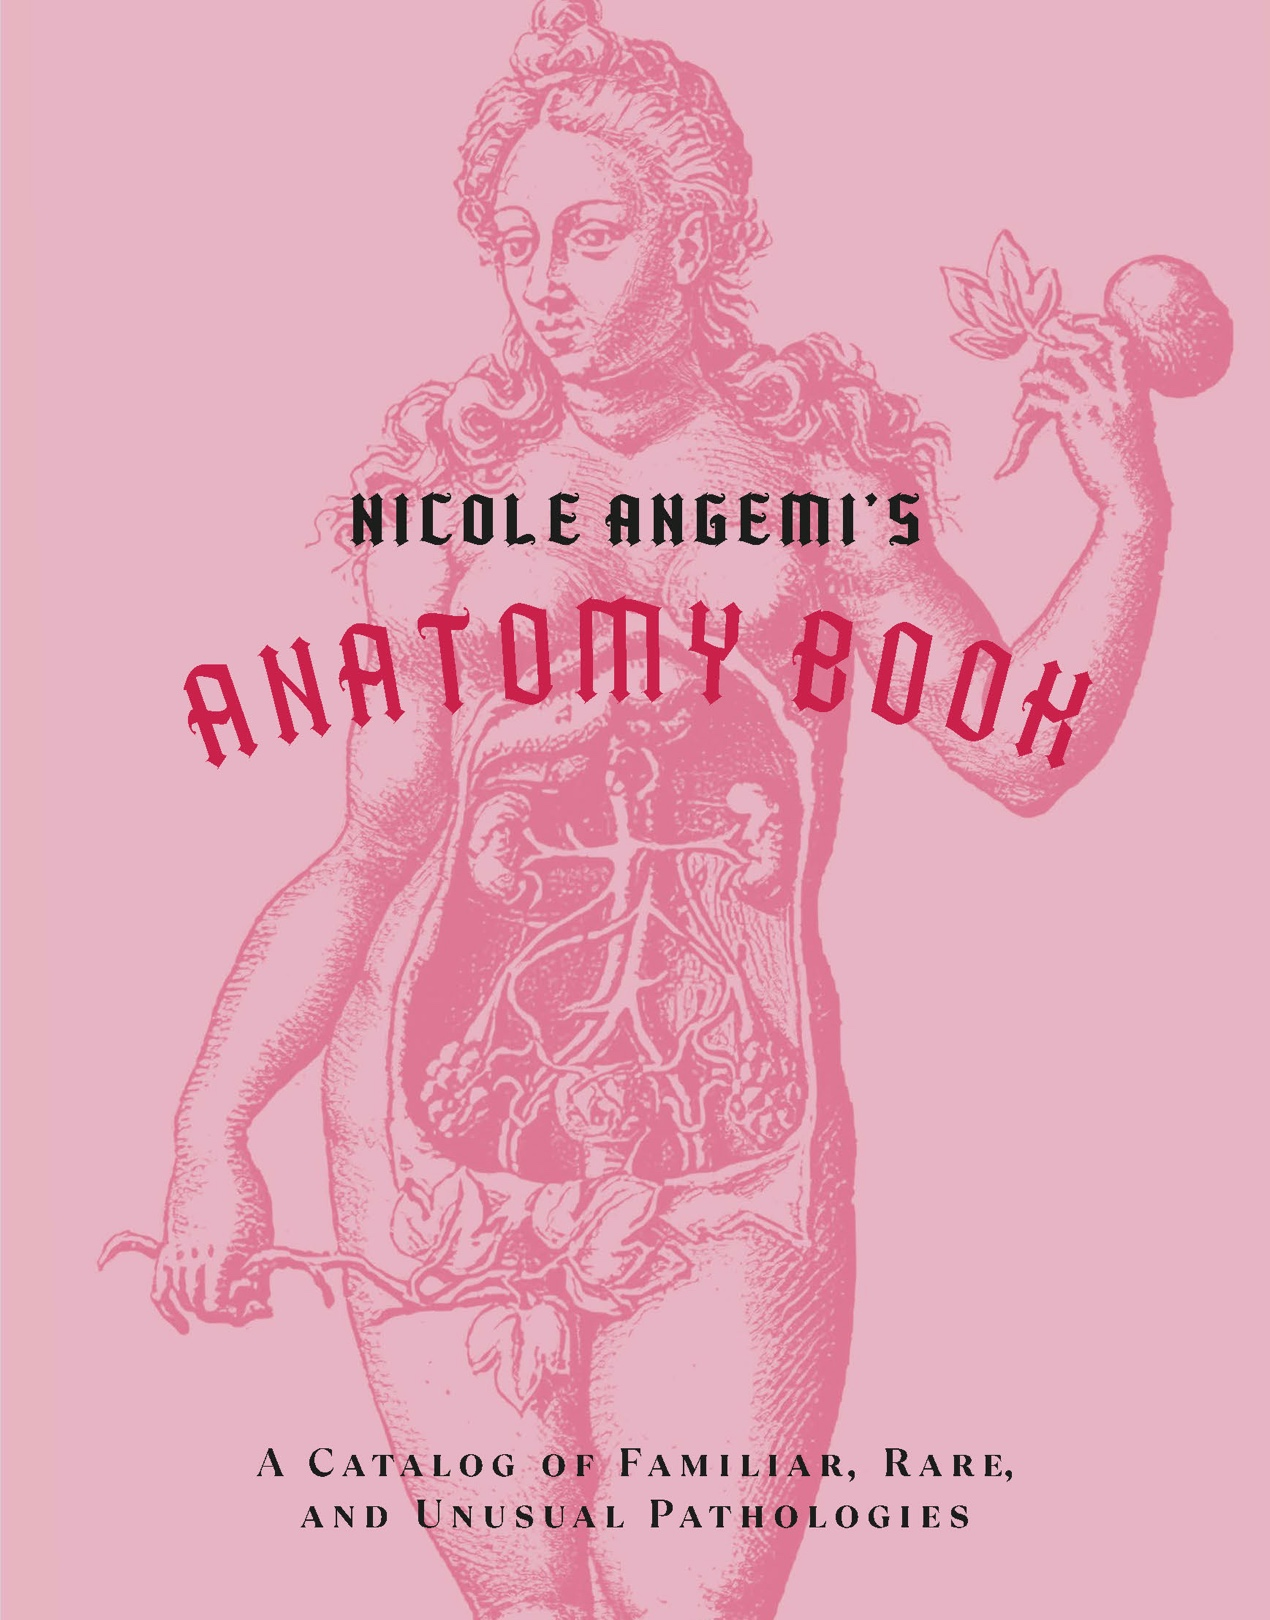 NICOLE ANGEMI'S
ANATOMY BOOK
A CATALOG OF FAMILIAR, RARE,
AND UNUSUAL PATHOLOGIES